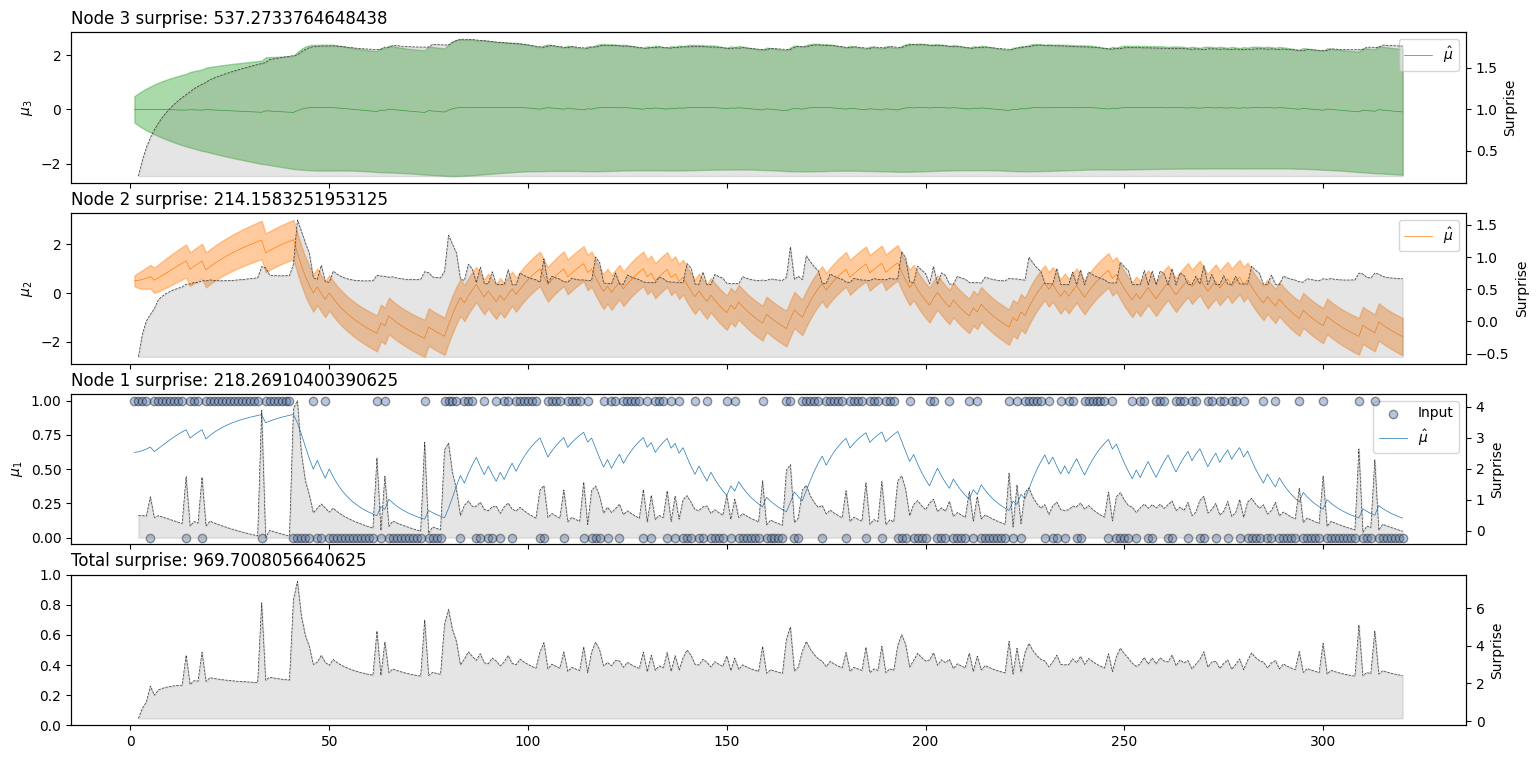 Node 3 surprise: 537.2733764648438
2
0
−2
μ3
μ̂
1.5
1.0
0.5
Surprise
Node 2 surprise: 214.1583251953125
2
0
−2
μ2
μ̂
1.5
1.0
0.5
0.0
−0.5
Surprise
Node 1 surprise: 218.26910400390625
1.00
0.75
0.50
0.25
0.00
μ1
Input
μ̂
4
3
2
1
0
Surprise
Total surprise: 969.7008056640625
1.0
0.8
0.6
0.4
0.2
0.0
6
4
2
0
Surprise
0 50 100 150 200 250 300